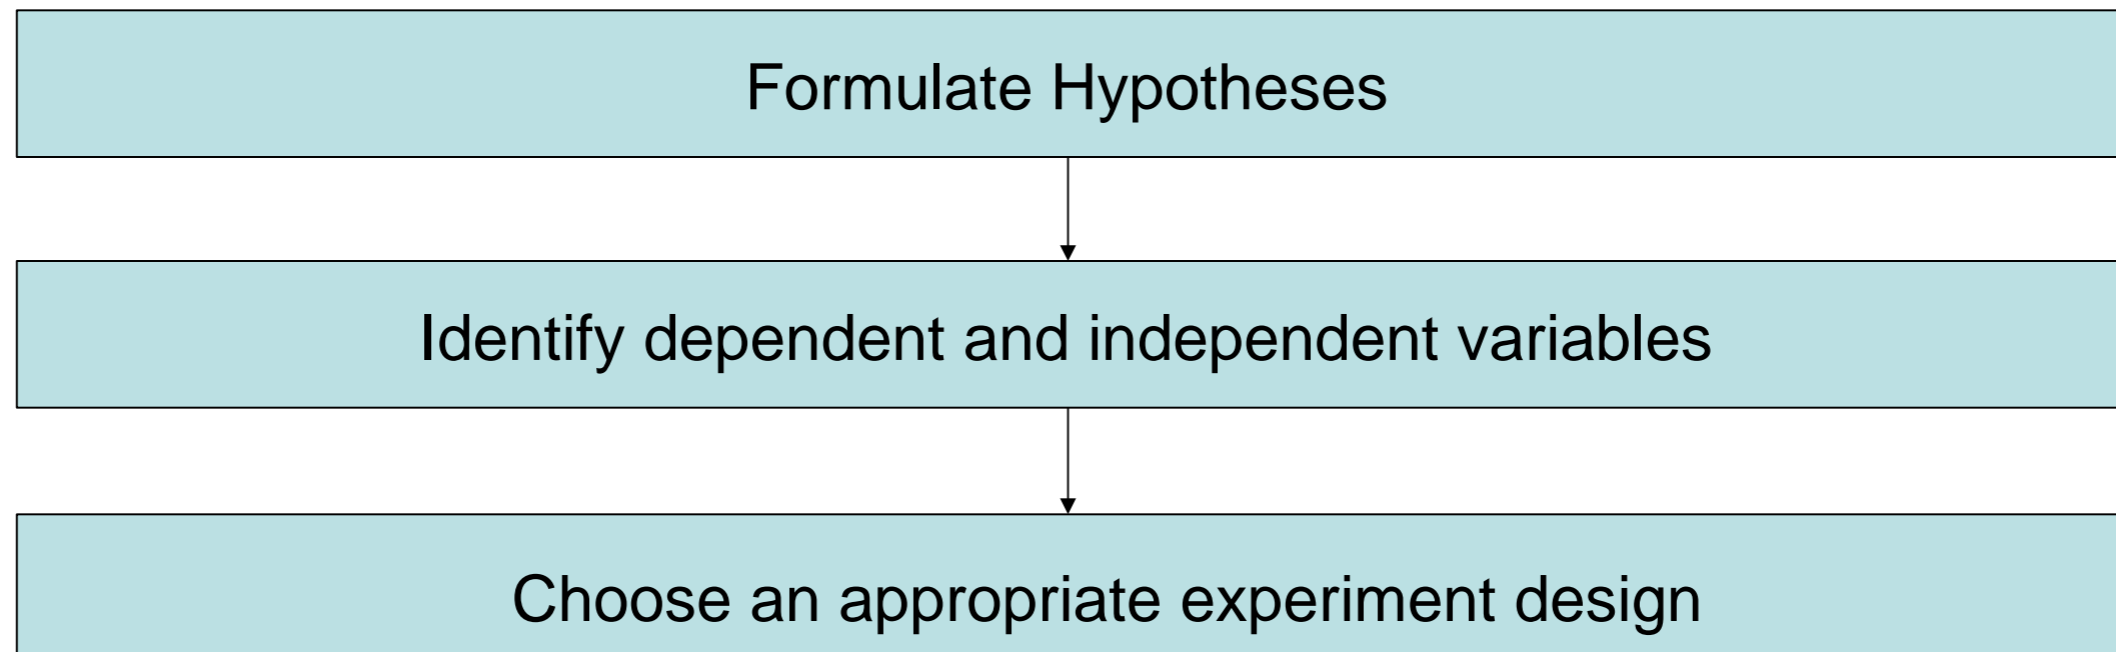 Formulate Hypotheses
Identify dependent and independent variables
Choose an appropriate experiment design